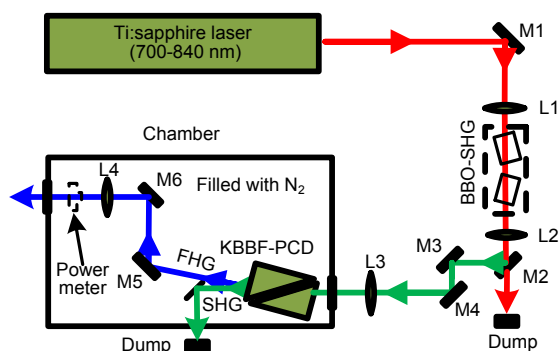 Ti:sapphire laser
(700-840 nm)
M1
L1
BBO-SHG
L2
M2
Dump
Chamber
L4
M6
Filled with N₂
KBBF-PCD
FHG
SHG
M5
Power
meter
L3
M3
M4
Dump